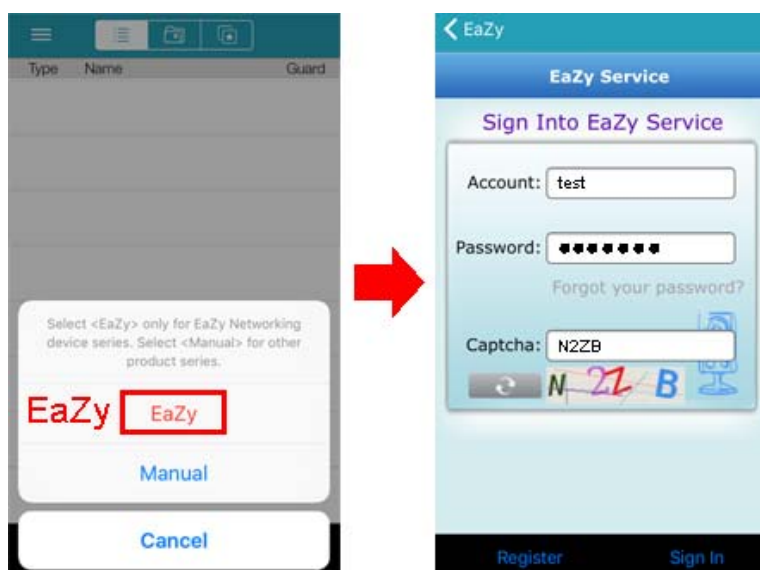 Type Name Guard
Select <EaZy> only for EaZy Networking
device series. Select <Manual> for other
product series.
EaZy EaZy
Manual
Cancel
EaZy
EaZy Service
Sign Into EaZy Service
Account: test
Password: •••••••
Forgot your password?
Captcha: N2ZB
N 2Z B
Register Sign In